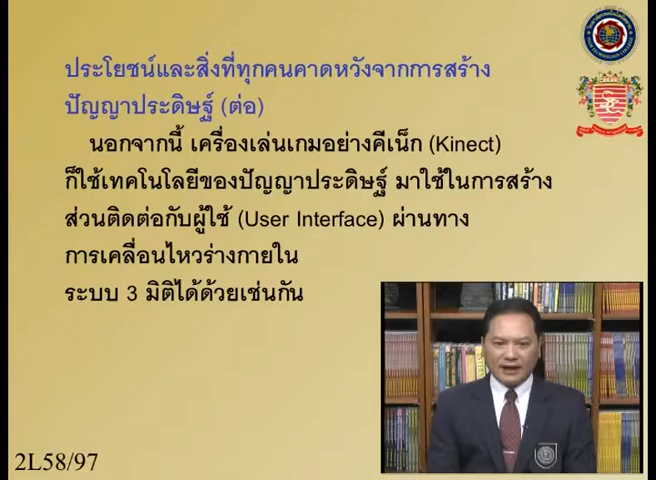 ประโยชน์และสิ่งที่ทุกคนคาดหวังจากการสร้าง
ปัญญาประดิษฐ์ (ต่อ)
นอกจากนี้ เครื่องเล่นเกมอย่างคีเน็ก (Kinect)
ก็ใช้เทคโนโลยีของปัญญาประดิษฐ์ มาใช้ในการสร้าง
ส่วนติดต่อกับผู้ใช้ (User Interface) ผ่านทาง
การเคลื่อนไหวร่างกายใน
ระบบ 3 มิติได้ด้วยเช่นกัน
2L58/97